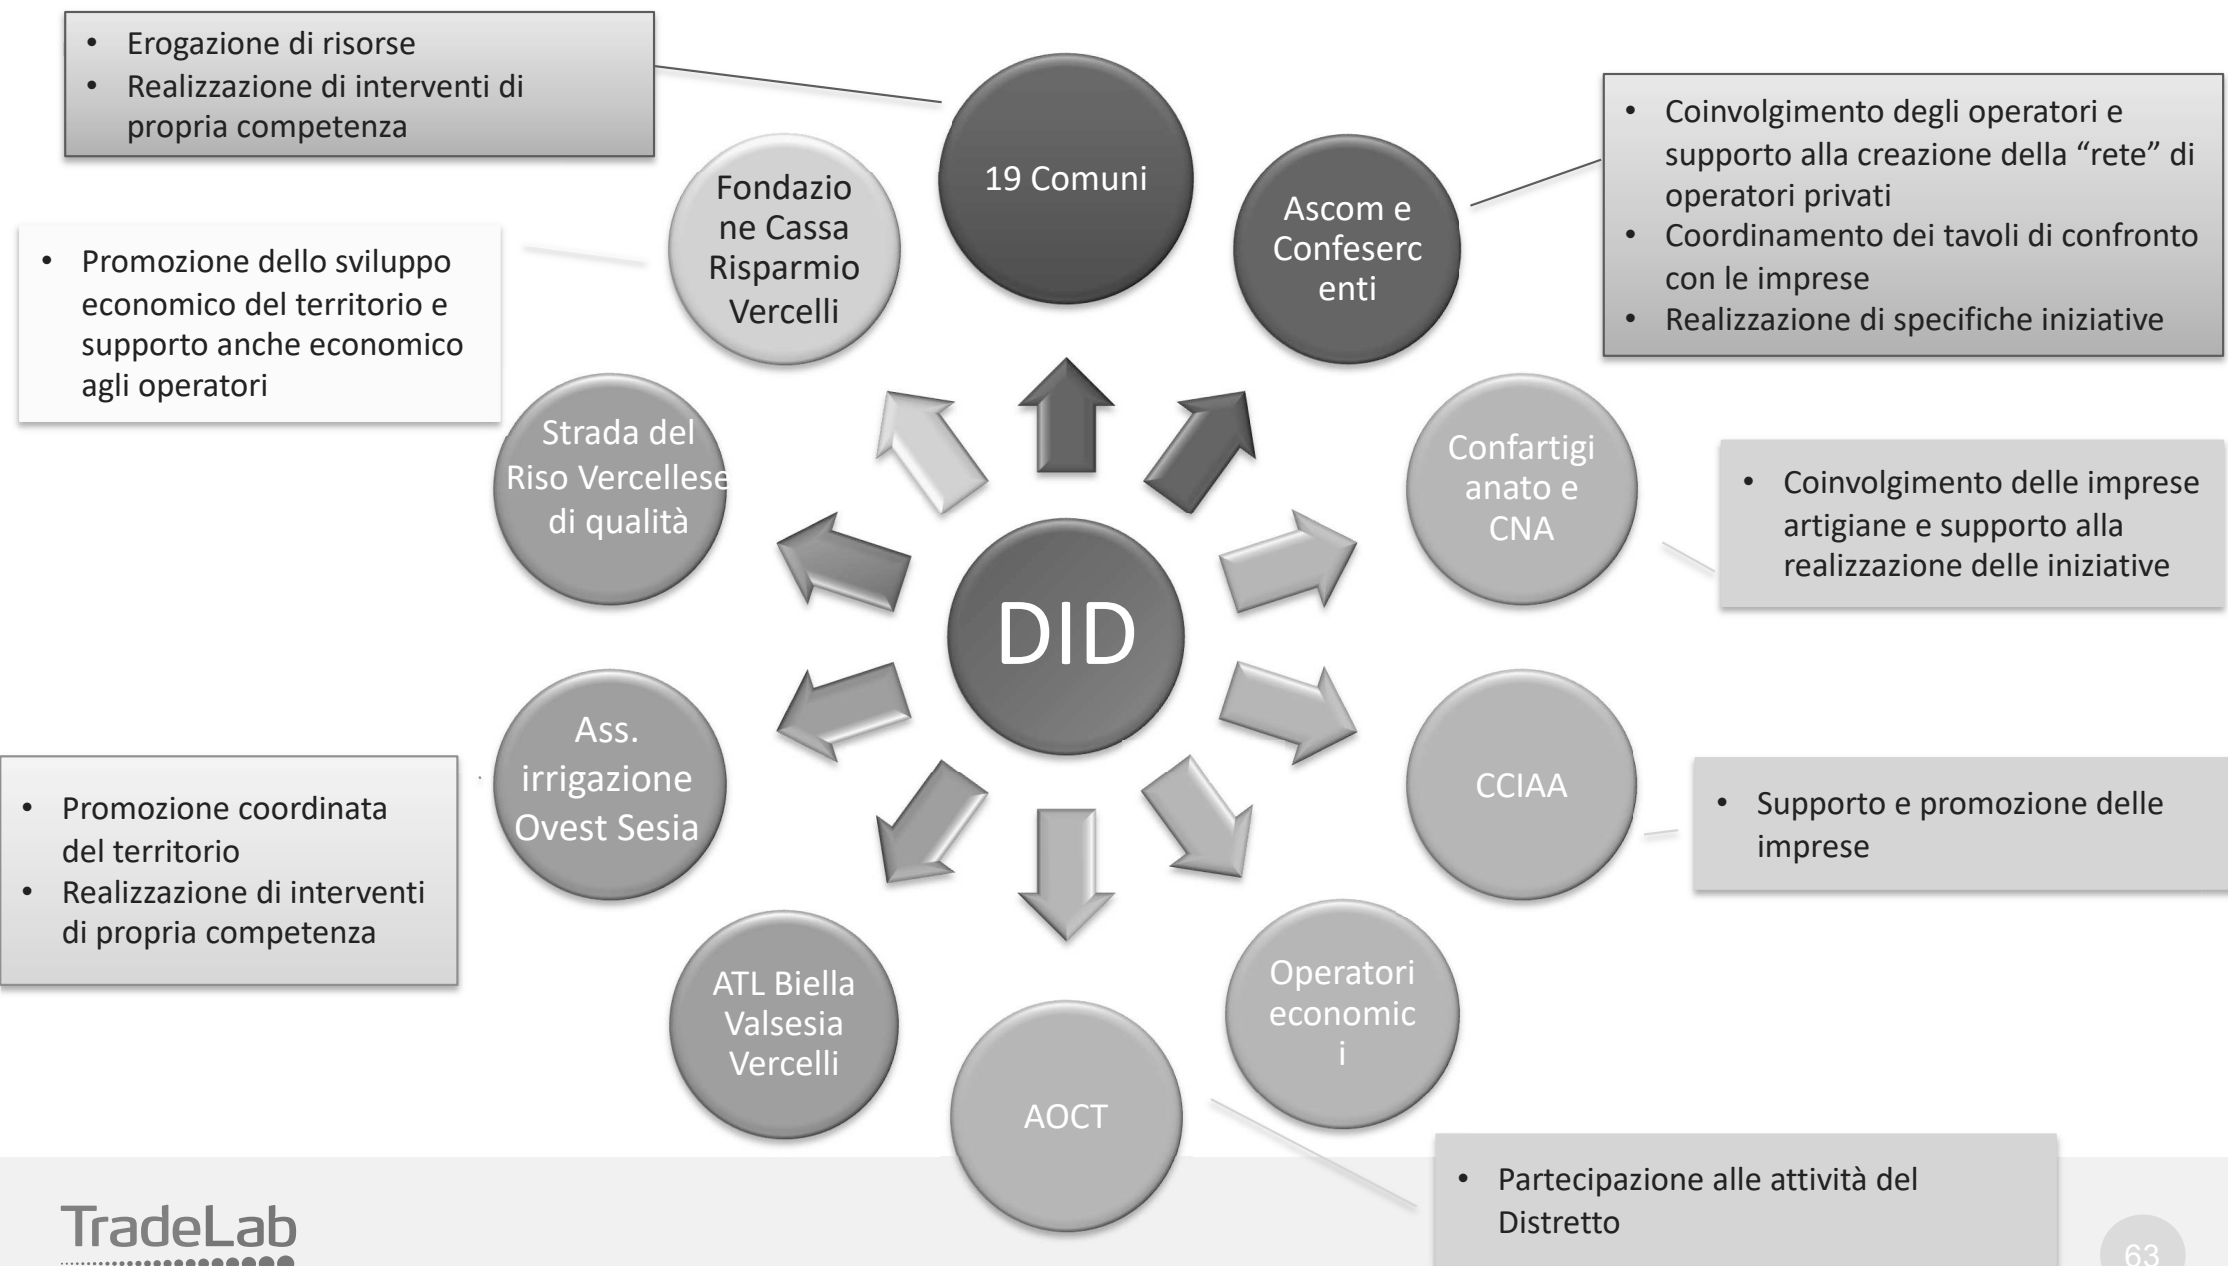 • Erogazione di risorse
• Realizzazione di interventi di
propria competenza
19 Comuni
• Coinvolgimento degli operatori e
supporto alla creazione della “rete” di
operatori privati
• Coordinamento dei tavoli di confronto
con le imprese
• Realizzazione di specifiche iniziative
Ascom e
Confeserc
enti
Fondazio
ne Cassa
Risparmio
Vercelli
• Promozione dello sviluppo
economico del territorio e
supporto anche economico
agli operatori
Strada del
Riso Vercellese
di qualità
Confartigi
anato e
CNA
• Coinvolgimento delle imprese
artigiane e supporto alla
realizzazione delle iniziative
DID
Ass.
irrigazione
Ovest Sesia
• Promozione coordinata
del territorio
• Realizzazione di interventi
di propria competenza
CCIAA
• Supporto e promozione delle
imprese
ATL Biella
Valsesia
Vercelli
AOCT
Operatori
economic
i
• Partecipazione alle attività del
Distretto
TradeLab
63